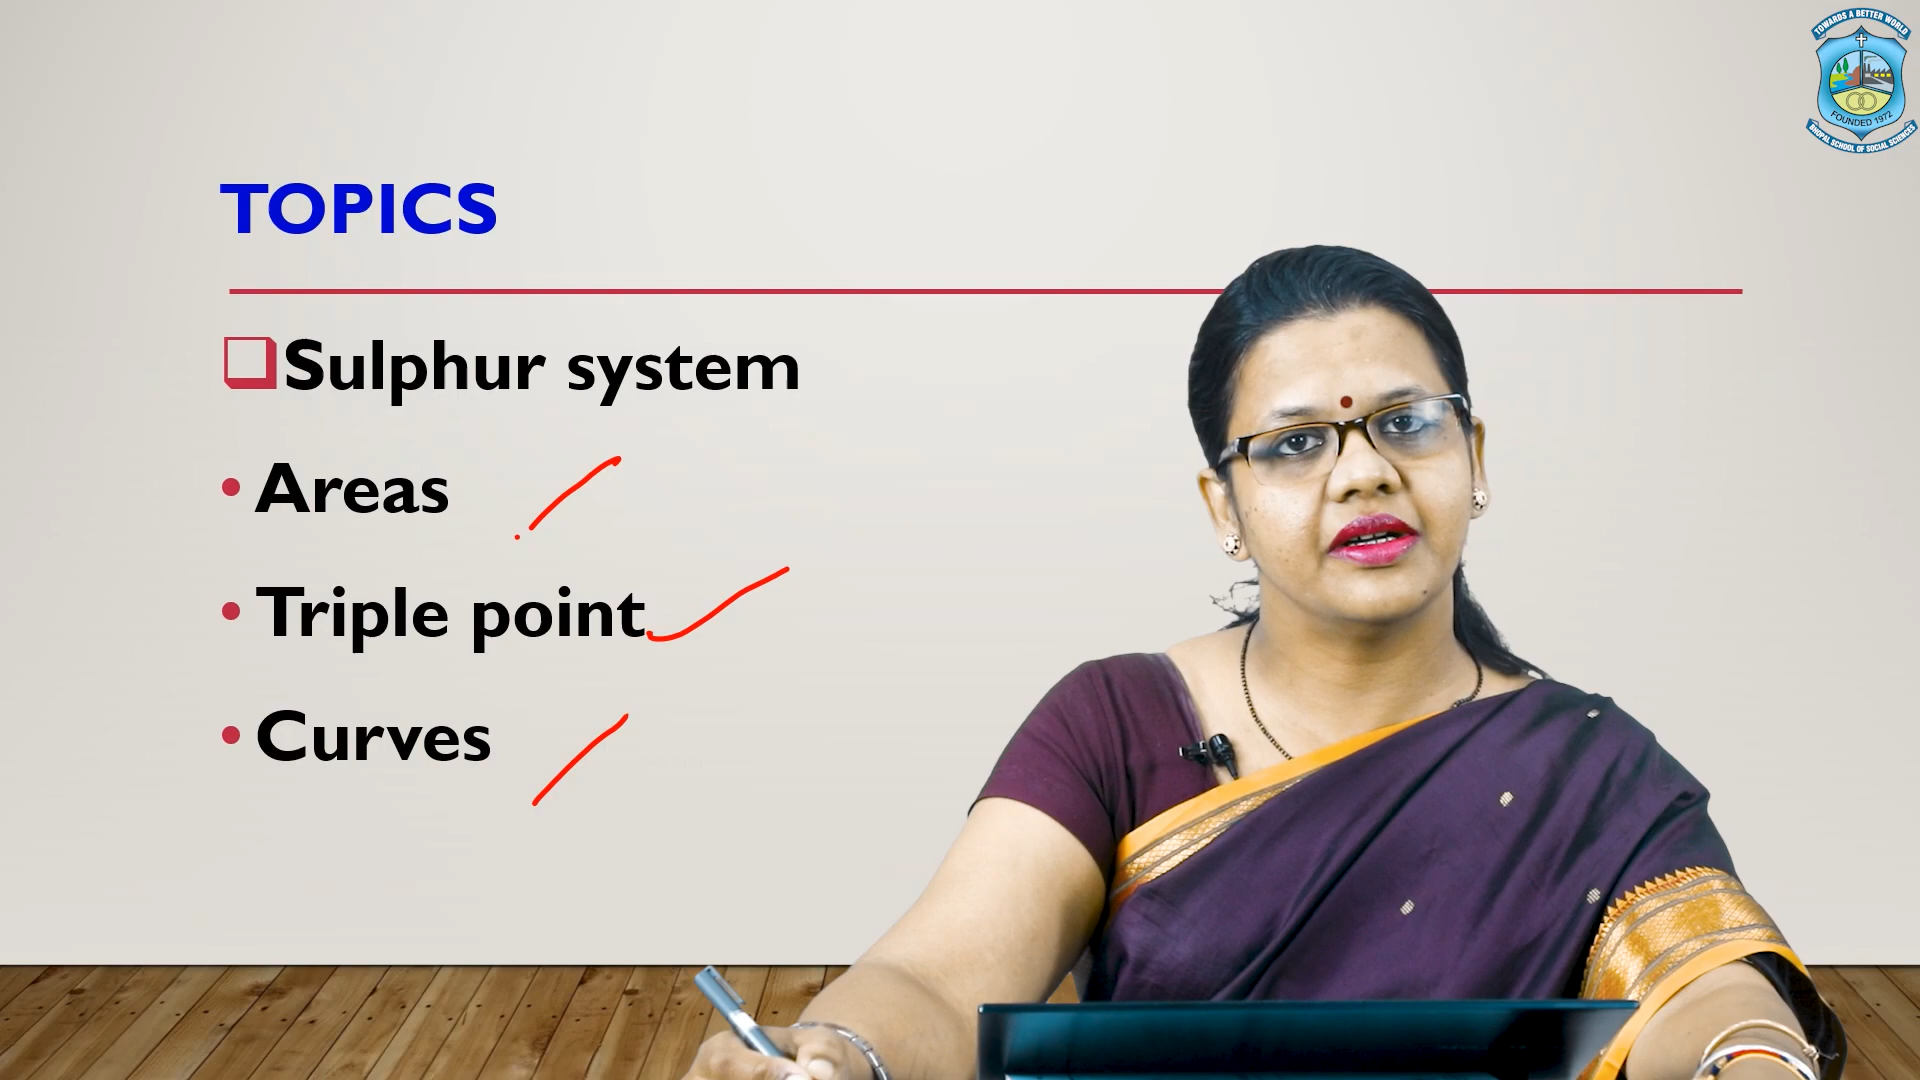 TOWARDS A BETTER WORLD
FOUNDED 1972
BHOPAL SCHOOL OF SOCIAL SCIENCES
TOPICS
❑Sulphur system
• Areas
• Triple point
• Curves